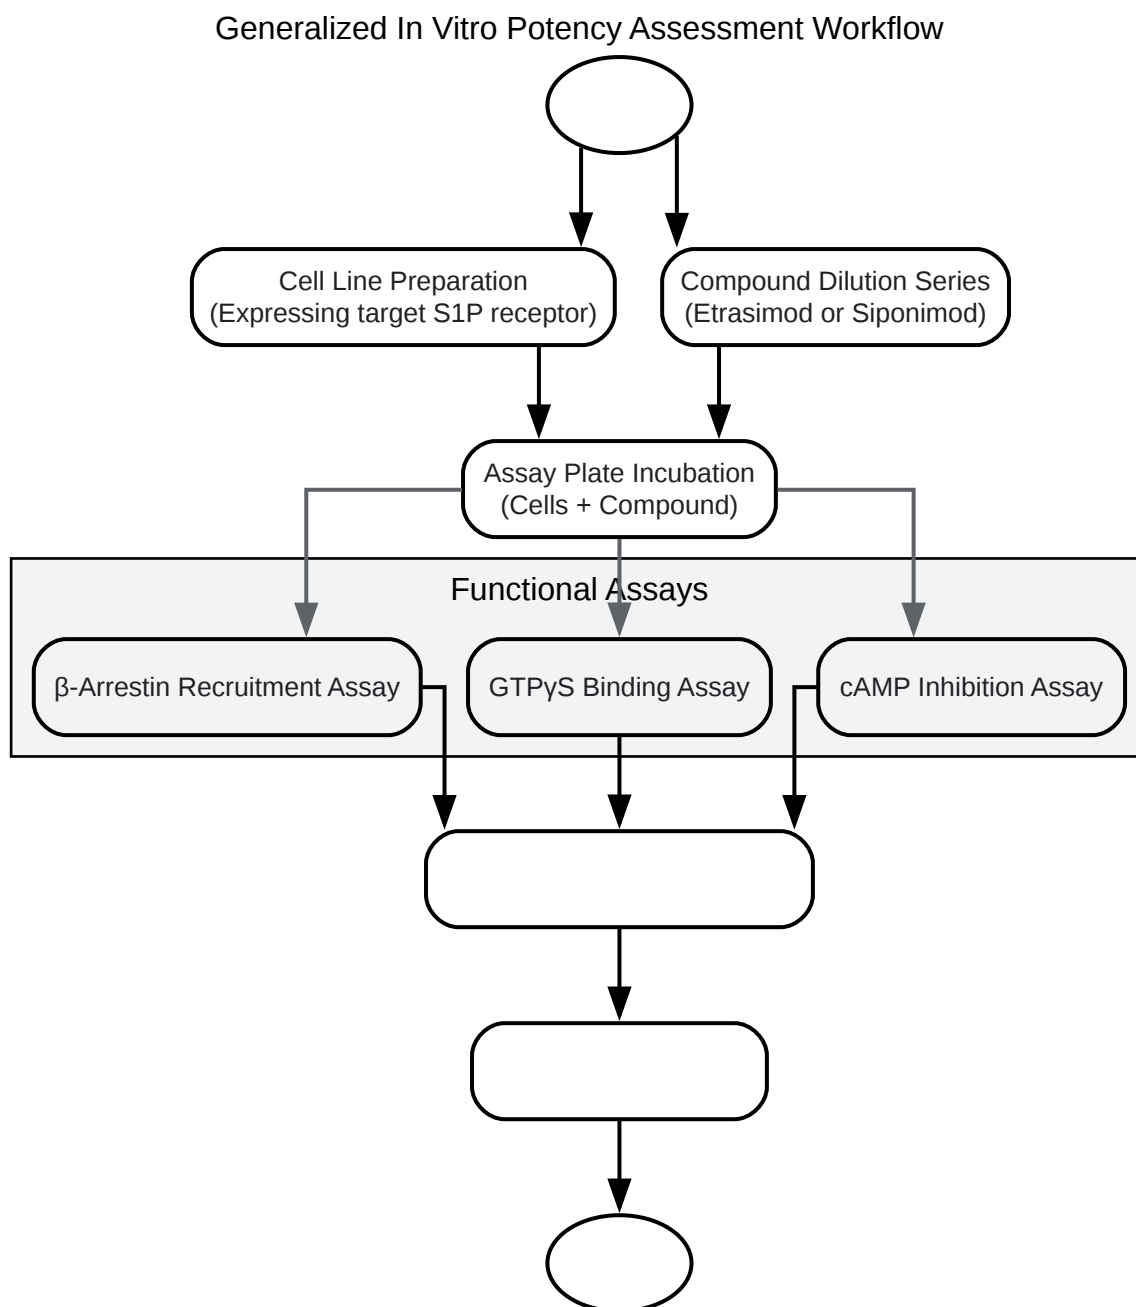 Generalized In Vitro Potency Assessment Workflow
Cell Line Preparation
(Expressing target S1P receptor)
Compound Dilution Series
(Etrasimod or Siponimod)
Assay Plate Incubation
(Cells + Compound)
Functional Assays
β-Arrestin Recruitment Assay
GTPγS Binding Assay
cAMP Inhibition Assay